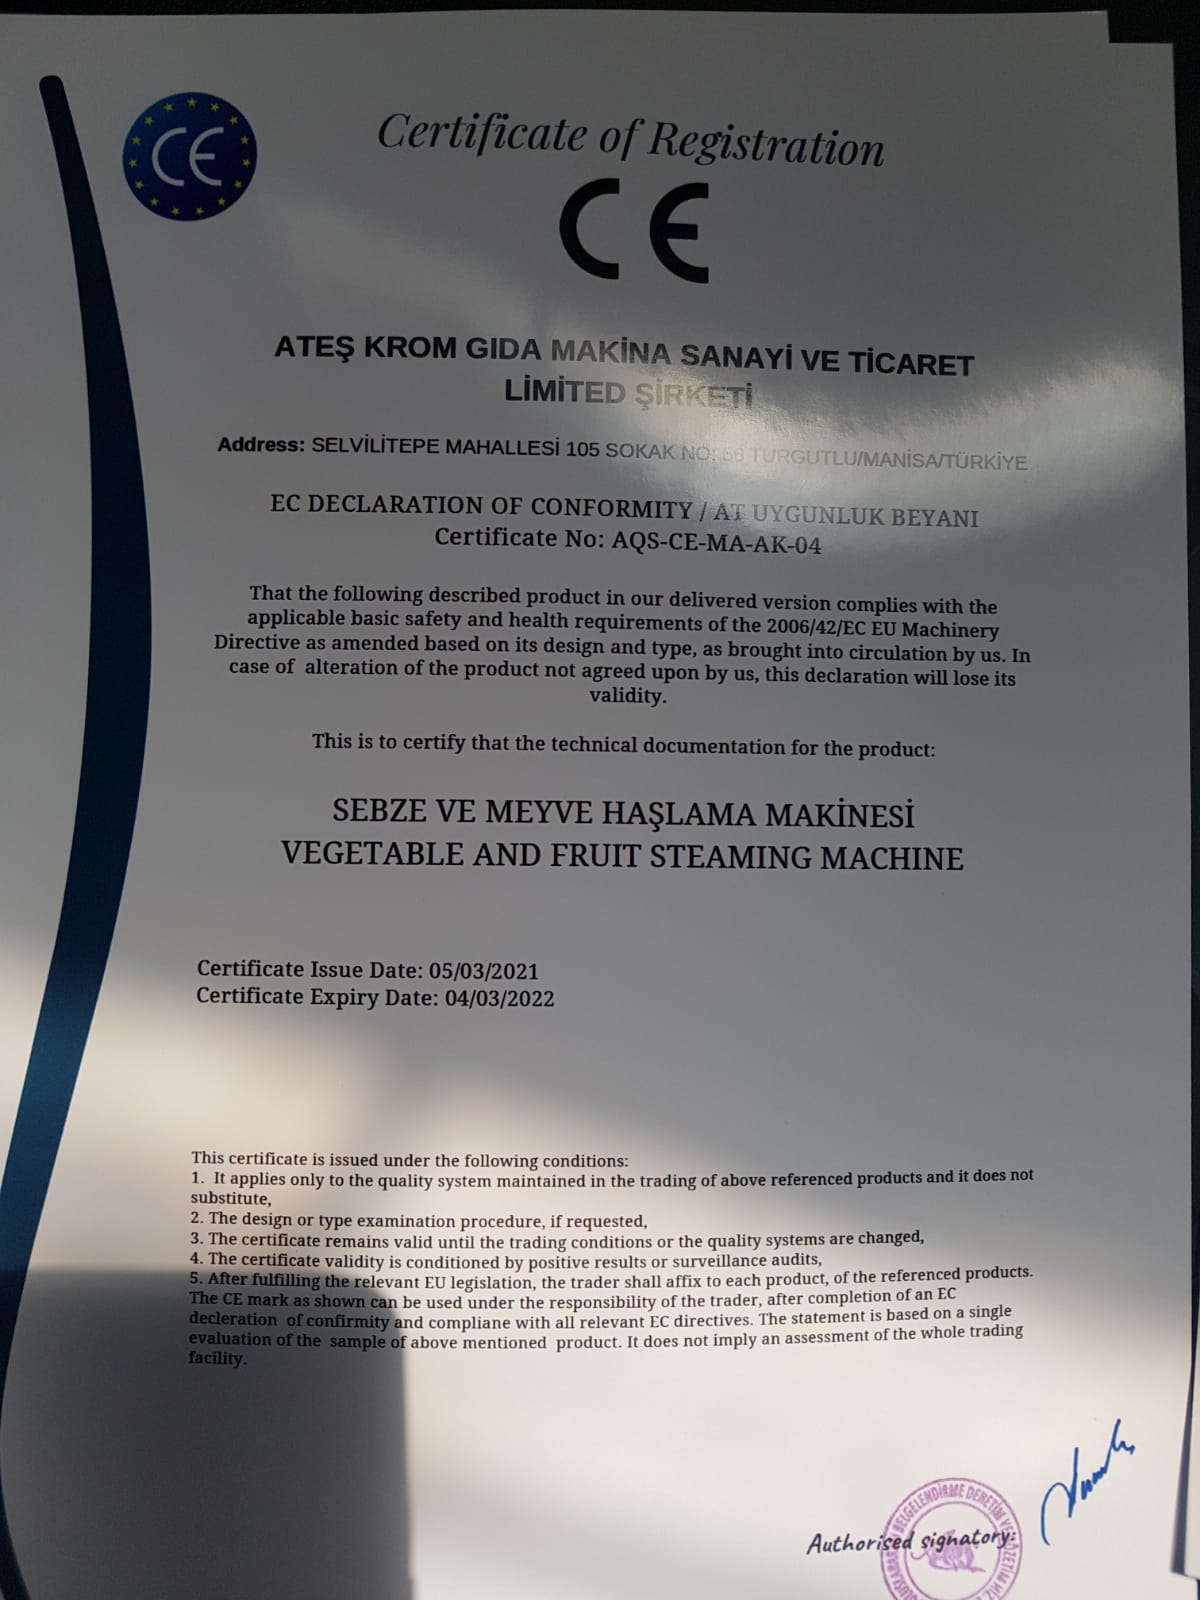 CE
Certificate of Registration
CE
ATEŞ KROM GIDA MAKİNA SANAYİ VE TİCARET
LİMİTED ŞİRKETİ
Address: SELVİLİTEPE MAHALLESİ 105 SOKAK NO: 56 TURGUTLU/MANİSA/TÜRKİYE
EC DECLARATION OF CONFORMITY / AT UYGUNLUK BEYANI
Certificate No: AQS-CE-MA-AK-04
That the following described product in our delivered version complies with the
applicable basic safety and health requirements of the 2006/42/EC EU Machinery
Directive as amended based on its design and type, as brought into circulation by us. In
case of alteration of the product not agreed upon by us, this declaration will lose its
validity.
This is to certify that the technical documentation for the product:
SEBZE VE MEYVE HAŞLAMA MAKİNESİ
VEGETABLE AND FRUIT STEAMING MACHINE
Certificate Issue Date: 05/03/2021
Certificate Expiry Date: 04/03/2022
This certificate is issued under the following conditions:
1. It applies only to the quality system maintained in the trading of above referenced products and it does not
substitute,
2. The design or type examination procedure, if requested,
3. The certificate remains valid until the trading conditions or the quality systems are changed,
4. The certificate validity is conditioned by positive results or surveillance audits,
5. After fulfilling the relevant EU legislation, the trader shall affix to each product, of the referenced products.
The CE mark as shown can be used under the responsibility of the trader, after completion of an EC
decleration of confirmity and compliane with all relevant EC directives. The statement is based on a single
evaluation of the sample of above mentioned product. It does not imply an assessment of the whole trading
facility.
Authorised signatory:
BELGELENDİRME DENETİM VE GÖZETİM